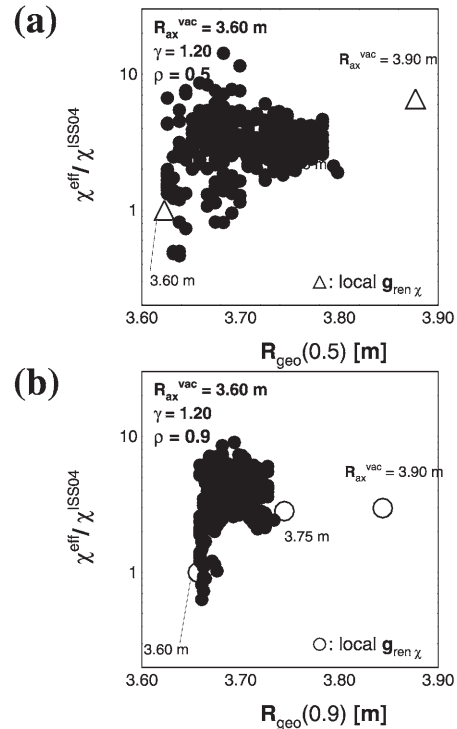 (a)
R_ax^vac = 3.60 m
γ = 1.20
ρ = 0.5
R_ax^vac = 3.90 m
10
χ^eff / χ^ISS04
1
3.60 m
△: local g_ren χ
3.60 3.70 3.80 3.90
R_geo(0.5) [m]
(b)
R_ax^vac = 3.60 m
γ = 1.20
ρ = 0.9
10
R_ax^vac = 3.90 m
χ^eff / χ^ISS04
3.75 m
1
3.60 m
○: local g_ren χ
3.60 3.70 3.80 3.90
R_geo(0.9) [m]